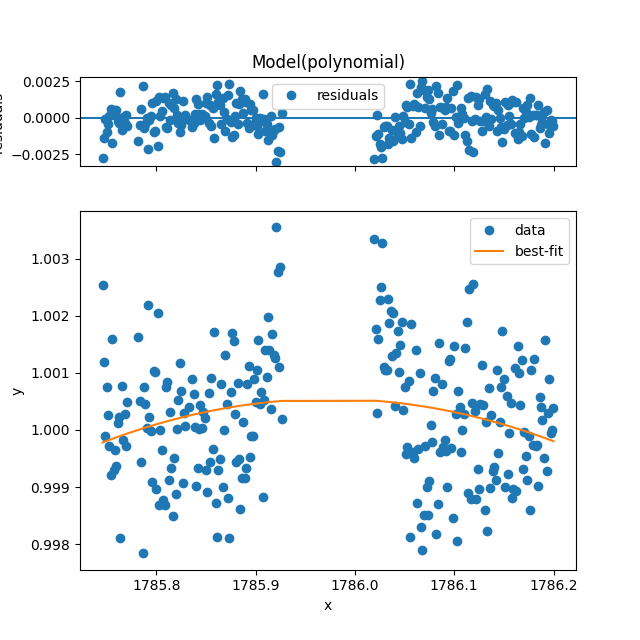 Model(polynomial)
0.0025
0.0000
−0.0025
residuals
residuals
1.003
1.002
1.001
1.000
0.999
0.998
y
data
best-fit
1785.8
1785.9
1786.0
1786.1
1786.2
x